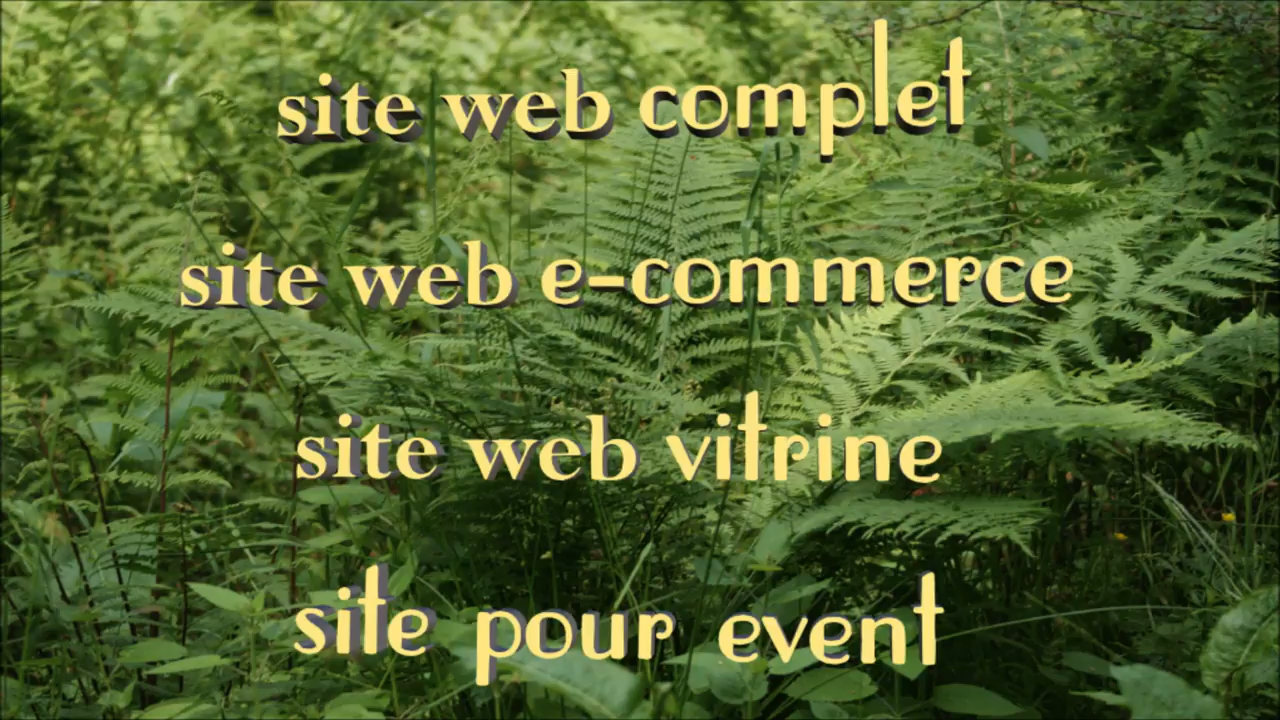 site web complet
site web e-commerce
site web vitrine
site pour event